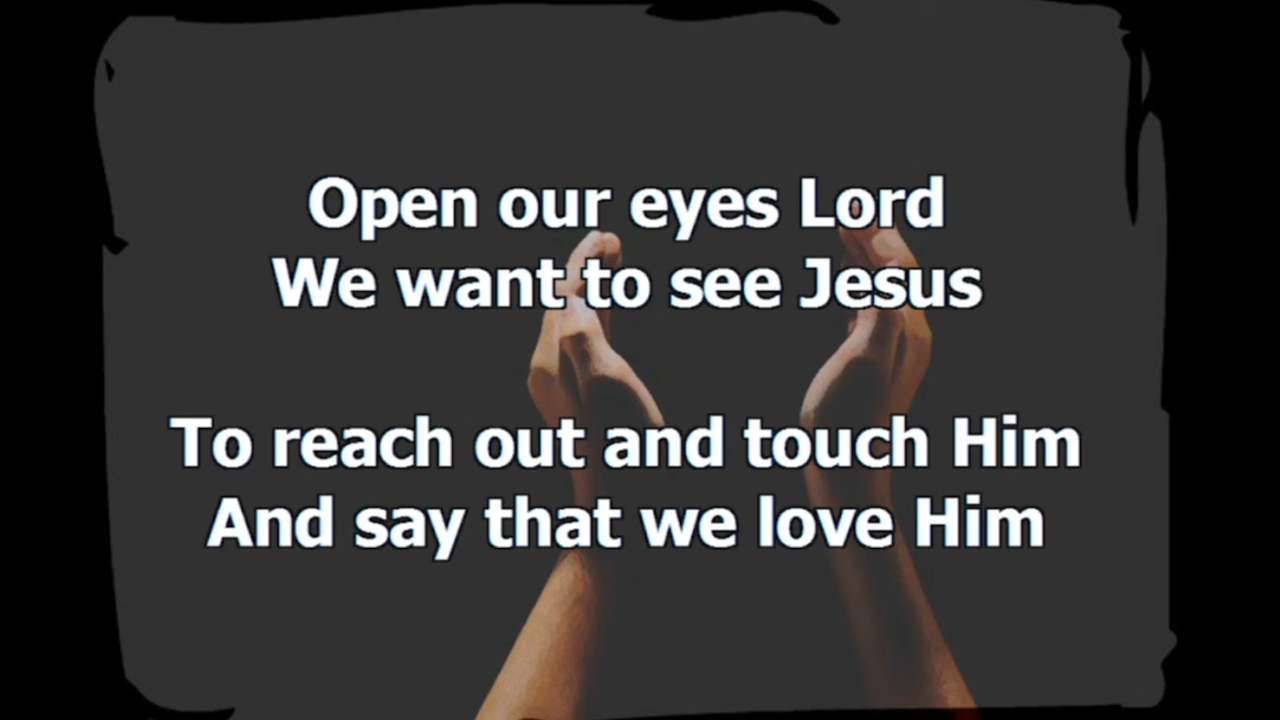 Open our eyes Lord
We want to see Jesus
To reach out and touch Him
And say that we love Him